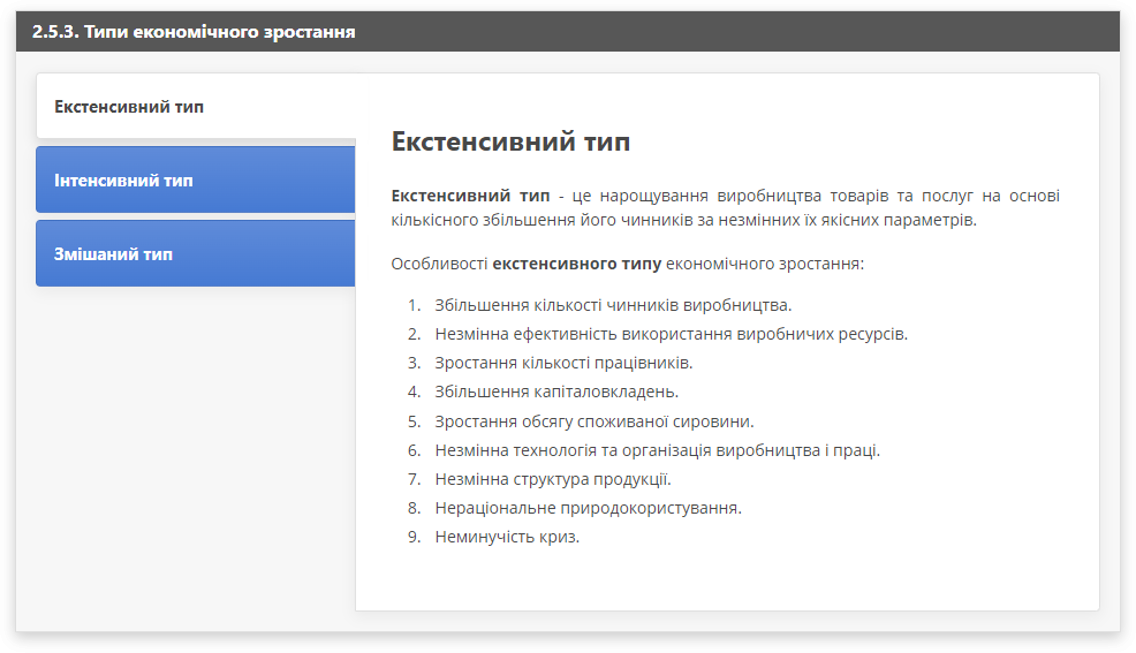 2.5.3. Типи економічного зростання
Екстенсивний тип
Інтенсивний тип
Змішаний тип
Екстенсивний тип
Екстенсивний тип - це нарощування виробництва товарів та послуг на основі
кількісного збільшення його чинників за незмінних їх якісних параметрів.
Особливості екстенсивного типу економічного зростання:
1. Збільшення кількості чинників виробництва.
2. Незмінна ефективність використання виробничих ресурсів.
3. Зростання кількості працівників.
4. Збільшення капіталовкладень.
5. Зростання обсягу споживаної сировини.
6. Незмінна технологія та організація виробництва і праці.
7. Незмінна структура продукції.
8. Нераціональне природокористування.
9. Неминучість криз.